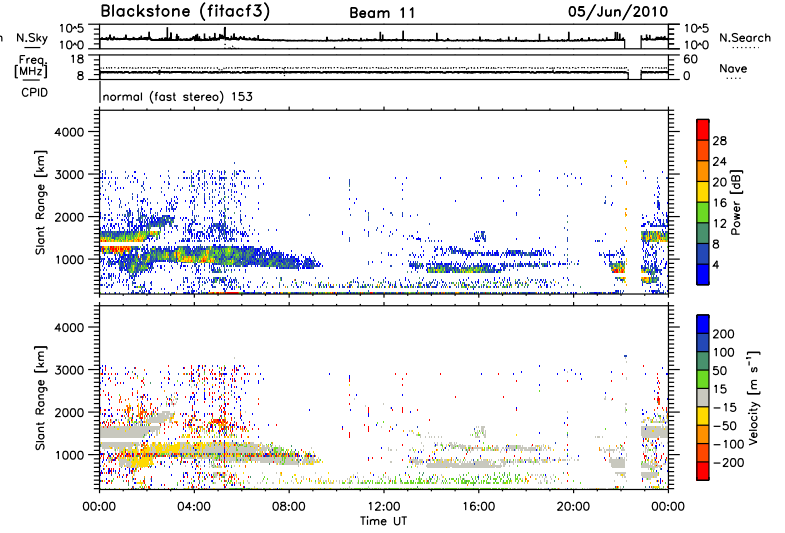 Blackstone (fitacf3) Beam 11 05/Jun/2010
N.Sky 10^5 10^0 10^5 10^0 N.Search
Freq. [MHz] 18 8 60 0 Nave
CPID normal (fast stereo) 153
Slant Range [km] 4000 3000 2000 1000
Power [dB] 28 24 20 16 12 8 4
Slant Range [km] 4000 3000 2000 1000
Velocity [m s^-1] 200 100 50 15 -15 -50 -100 -200
00:00 04:00 08:00 12:00 16:00 20:00 00:00
Time UT